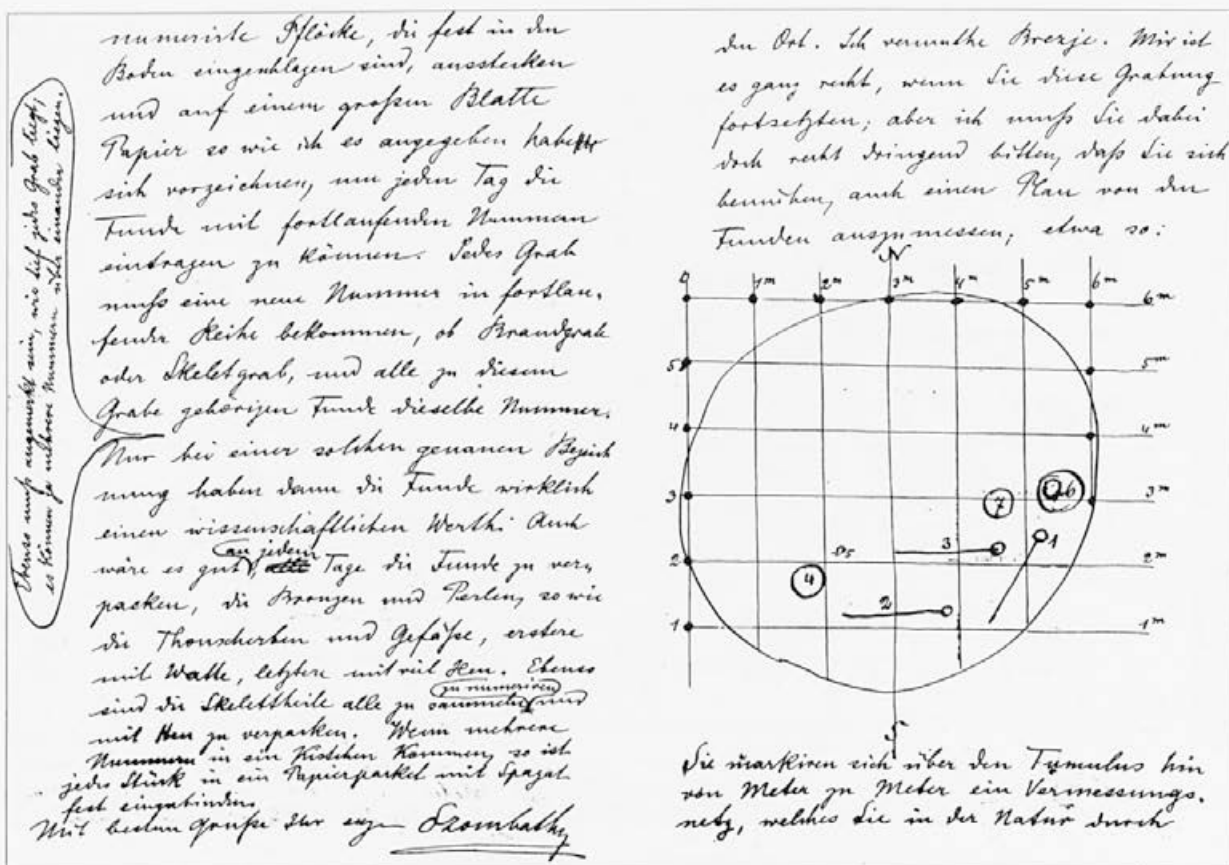 den Ort. Ich vermuthe Brezje. Mir ist
es ganz recht, wenn Sie diese Grabung
fortsetzten; aber ich muß Sie dabei
doch recht dringend bitten, daß Sie sich
bemühen, auch einen Plan von den
Funden auszumessen, etwa so:
N
0 1m 2m 3m 4m 5m 6m
6m
5 5m
4 4m
3 7 6 3m
2 5 3 1 2m
4
2
1 1m
S
Sie markiren sich über den Tumulus hin
von Meter zu Meter ein Vermessungs-
netz, welches Sie in der Natur durch
numerirte Pflöcke, die fest in den
Boden eingeschlagen sind, ausstecken
und auf einem großen Blatte
Papier so wie ich es angegeben habe
sich vorzeichnen, um jeden Tag die
Funde mit fortlaufenden Nummern
eintragen zu können. Jedes Grab
muß eine neue Nummer in fortlau-
fender Reihe bekommen, ob Brandgrab
oder Skeletgrab, und alle zu diesem
Grabe gehörigen Funde dieselbe Nummer.
Ebenso muß angemerkt sein, wie tief jedes Grab liegt;
es können ja mehrere Nummern über einander liegen.
Nur bei einer solchen genauen Bezeich
nung haben dann die Funde wirklich
einen wissenschaftlichen Werth. Auch
wäre es gut, an jedem Tage die Funde zu ver-
packen, die Bronzen und Perlen, sowie
die Thonscherben und Gefäße, erstere
mit Watte, letztere mit viel Heu. Ebenso
sind die Skelettheile alle zu numeriren und
mit Heu zu verpacken. Wenn mehrere
Nummern in ein Kistchen kommen, so ist
jedes Stück in ein Papierpacket mit Spagat
fest einzubinden.
Mit bestem Gruße Ihr erg. Szombathy